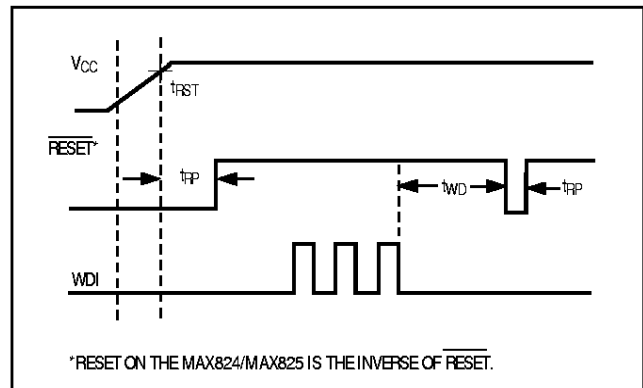 VCC
tRST
RESET*
tRP
tWD
tRP
WDI
*RESET ON THE MAX824/MAX825 IS THE INVERSE OF RESET.